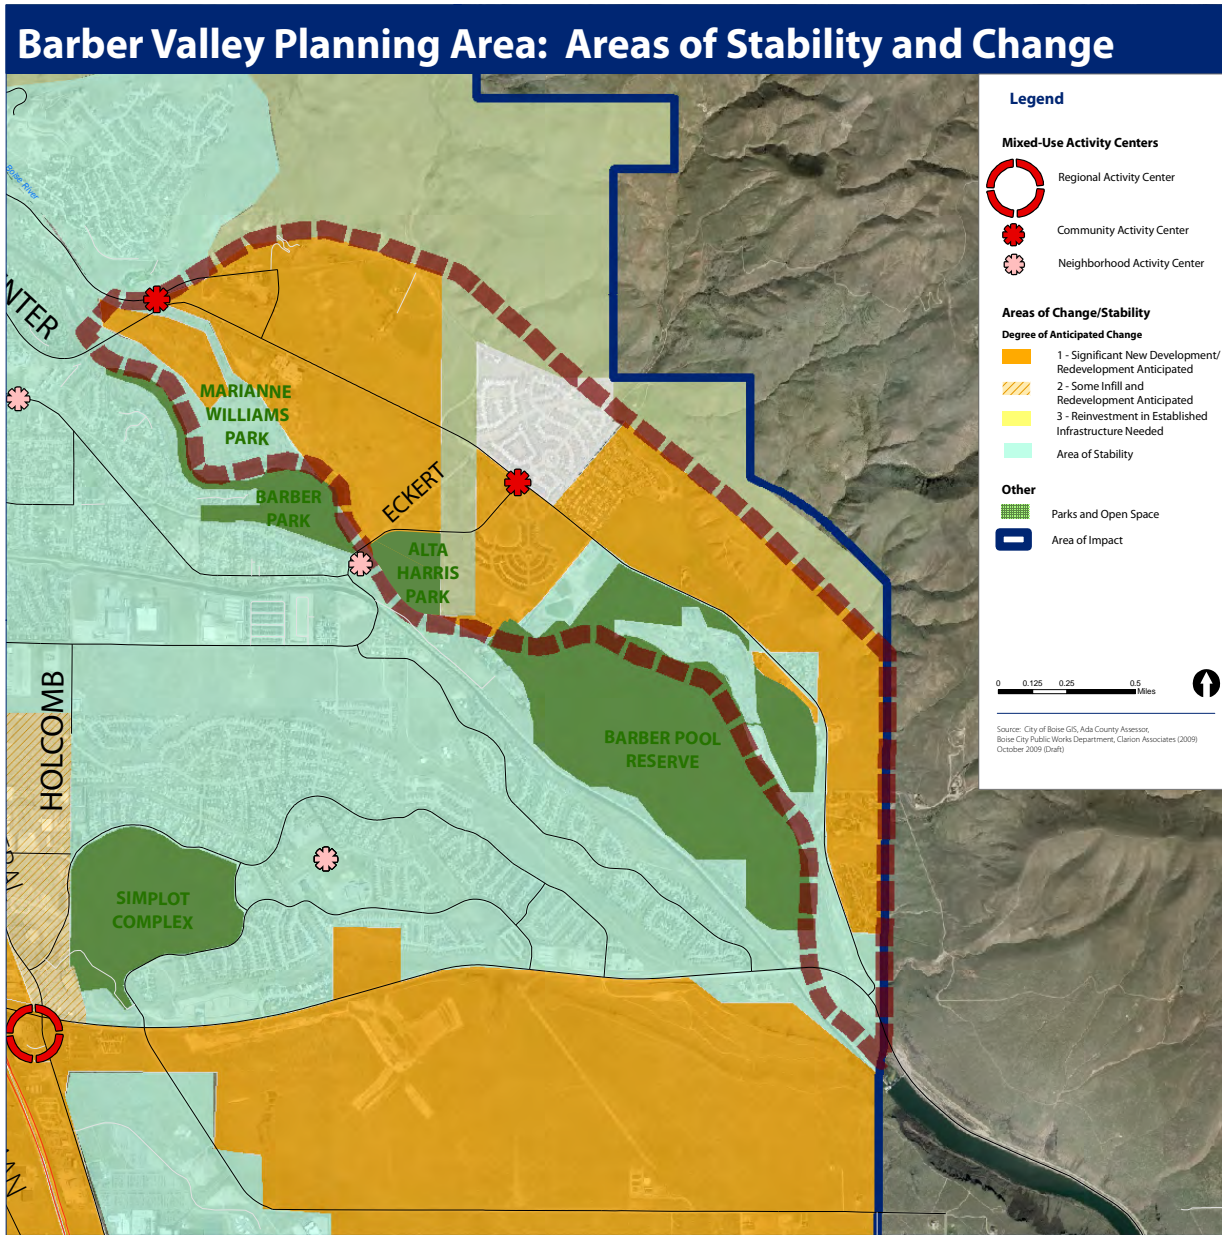 Barber Valley Planning Area: Areas of Stability and Change
Legend
Mixed-Use Activity Centers
Regional Activity Center
Community Activity Center
Neighborhood Activity Center
Areas of Change/Stability
Degree of Anticipated Change
1 - Significant New Development/
Redevelopment Anticipated
2 - Some Infill and
Redevelopment Anticipated
3 - Reinvestment in Established
Infrastructure Needed
Area of Stability
Other
Parks and Open Space
Area of Impact
0 0.125 0.25 0.5
Miles
Source: City of Boise GIS, Ada County Assessor,
Boise City Public Works Department, Clarion Associates (2009)
October 2009 (Draft)
Boise River
NTER
MARIANNE
WILLIAMS
PARK
BARBER
PARK
ECKERT
ALTA
HARRIS
PARK
HOLCOMB
BARBER POOL
RESERVE
SIMPLOT
COMPLEX